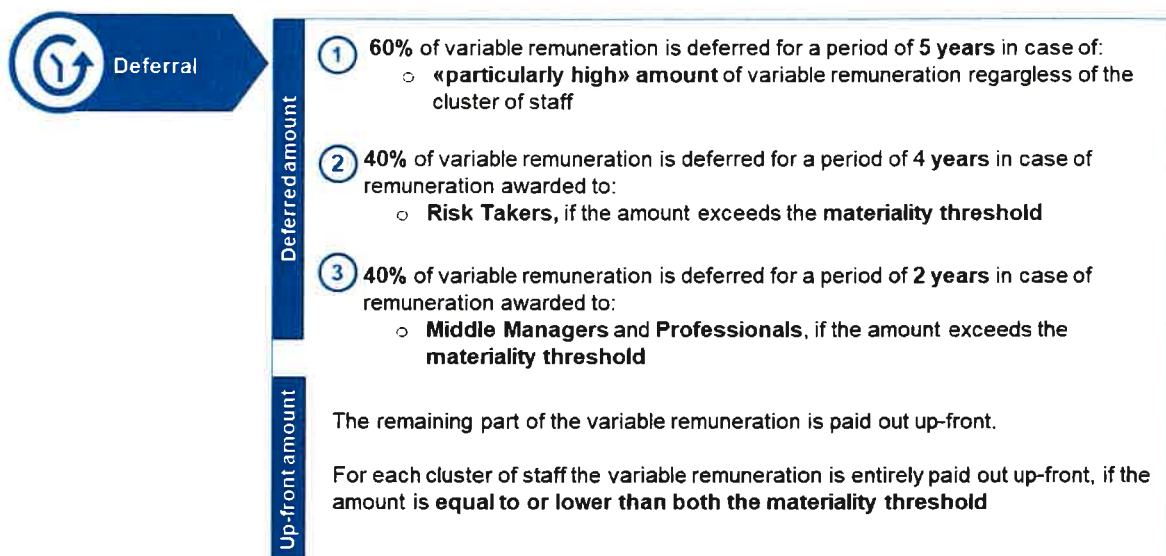 Deferral
Deferred amount
1 60% of variable remuneration is deferred for a period of 5 years in case of:
o «particularly high» amount of variable remuneration regargless of the
cluster of staff
2 40% of variable remuneration is deferred for a period of 4 years in case of
remuneration awarded to:
o Risk Takers, if the amount exceeds the materiality threshold
3 40% of variable remuneration is deferred for a period of 2 years in case of
remuneration awarded to:
o Middle Managers and Professionals, if the amount exceeds the
materiality threshold
Up-front amount
The remaining part of the variable remuneration is paid out up-front.
For each cluster of staff the variable remuneration is entirely paid out up-front, if the
amount is equal to or lower than both the materiality threshold